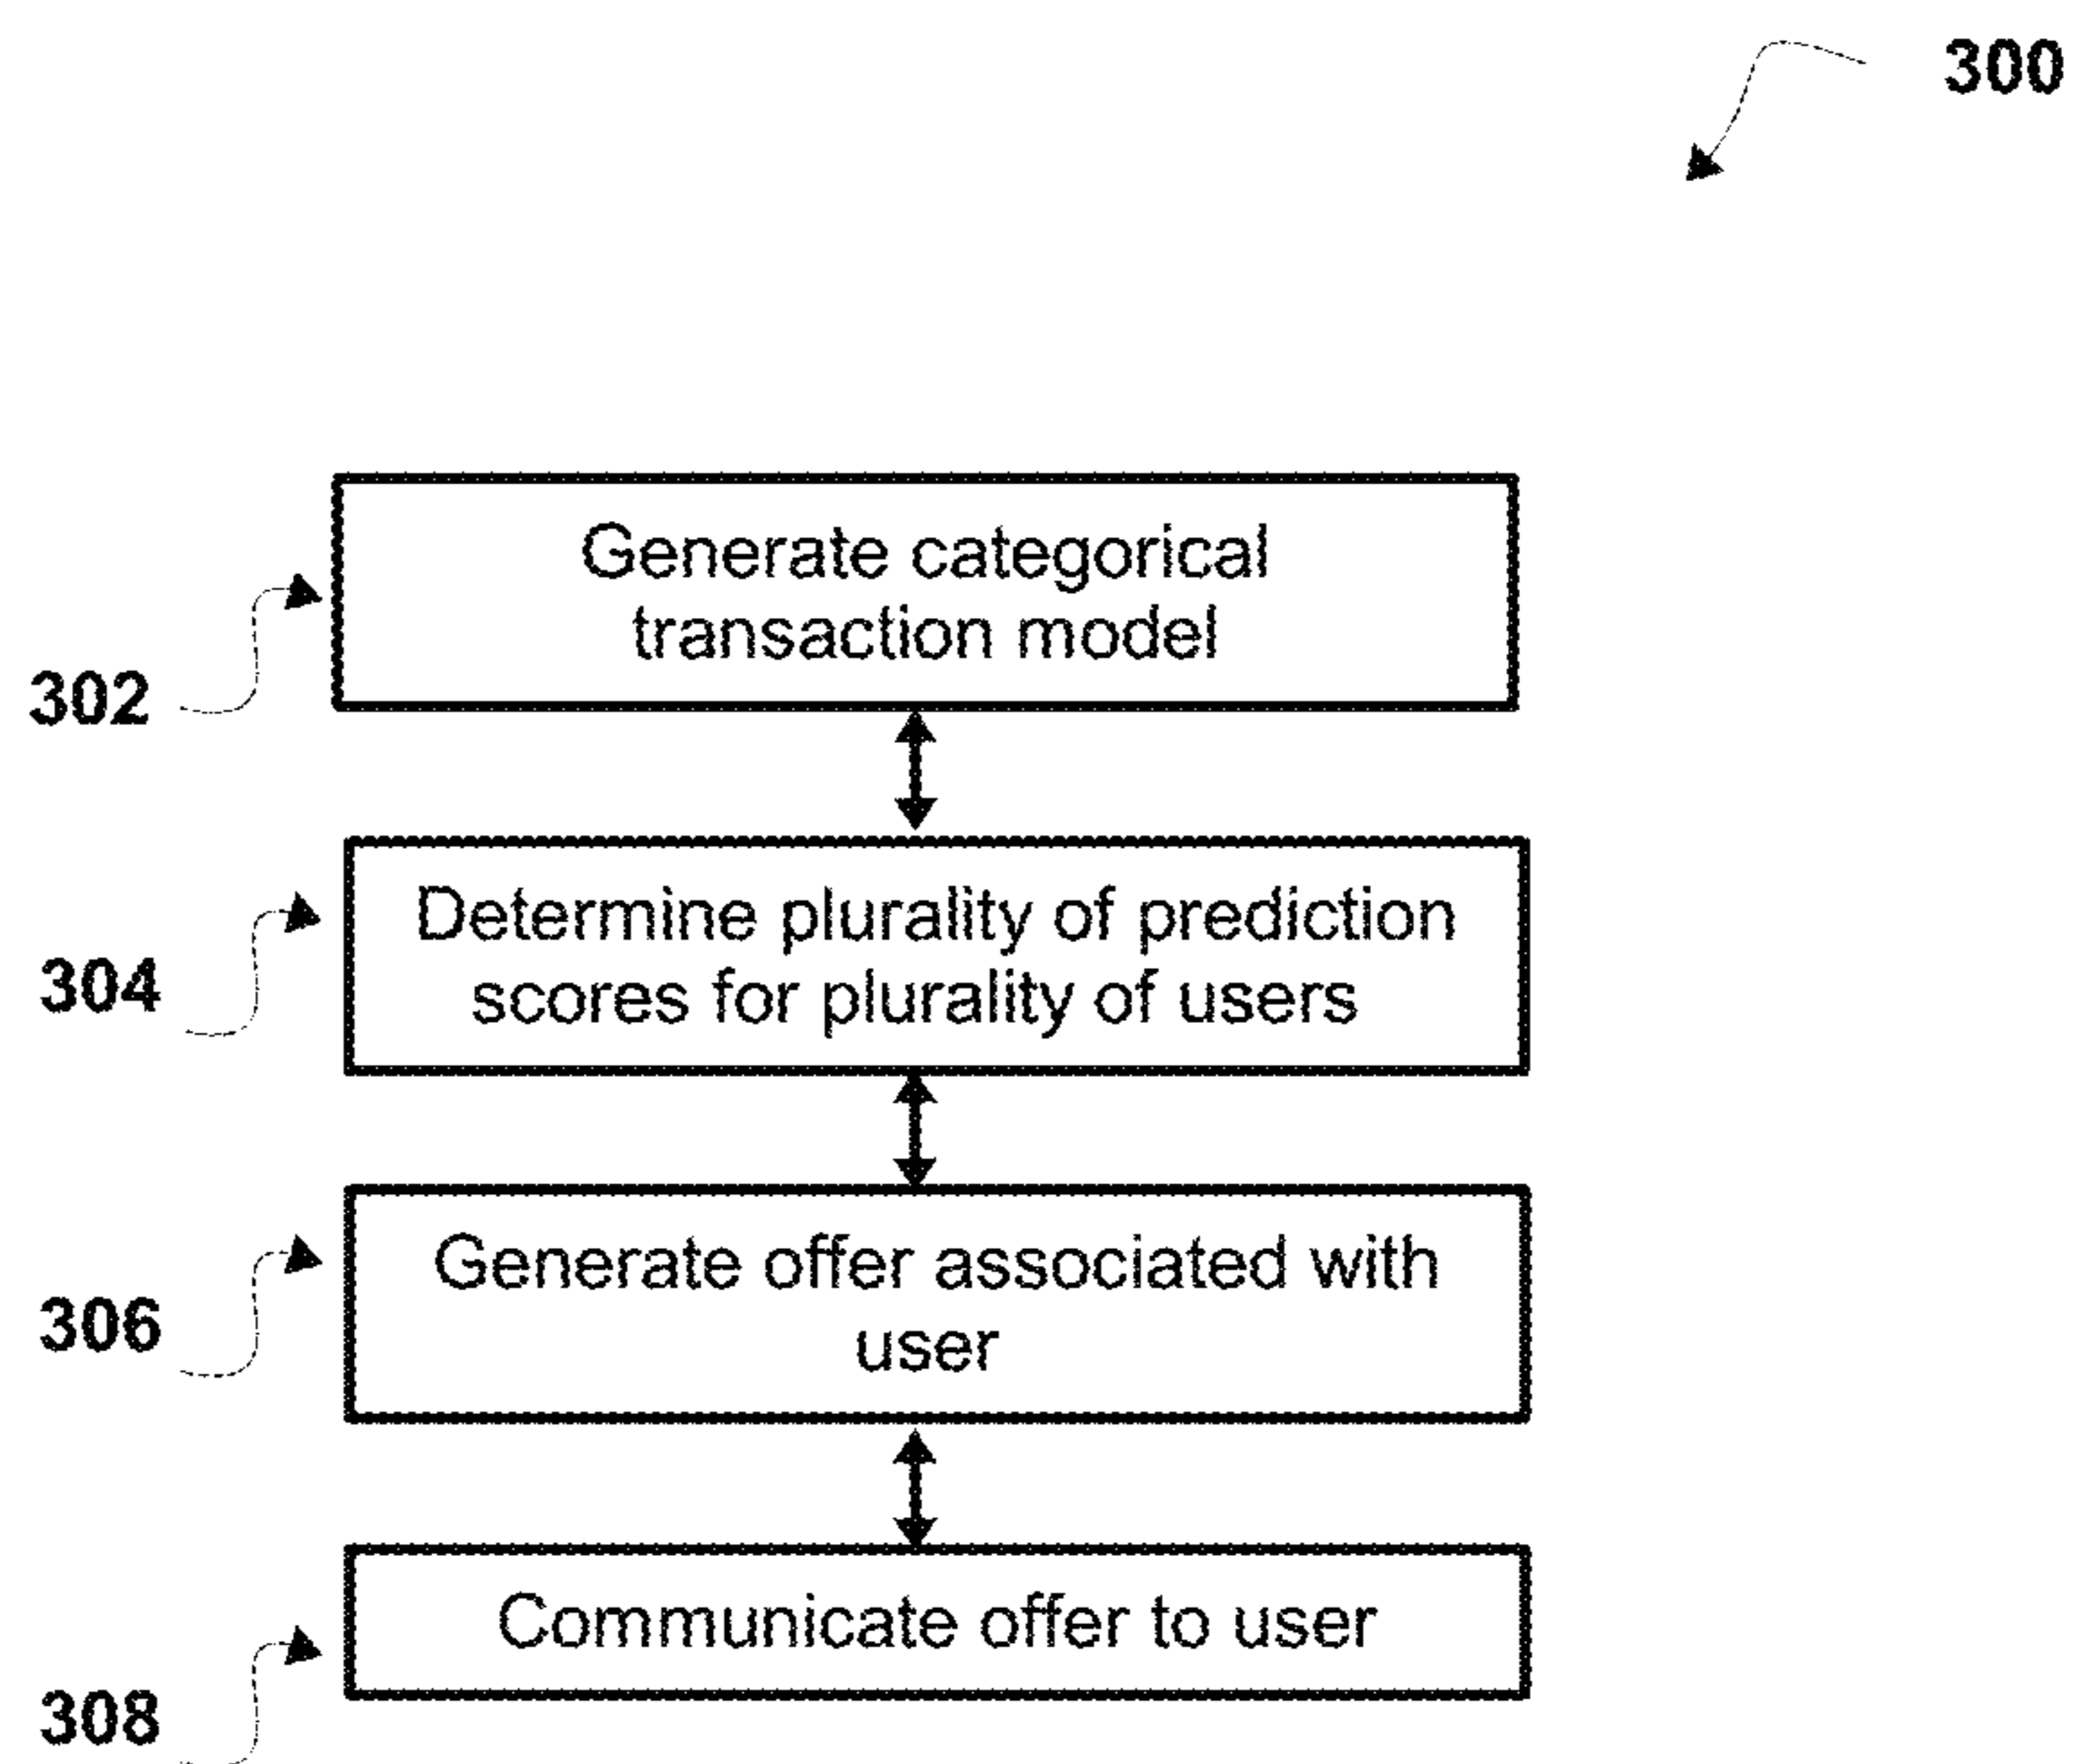 300
Generate categorical
transaction model
302
Determine plurality of prediction
scores for plurality of users
304
Generate offer associated with
user
306
Communicate offer to user
308